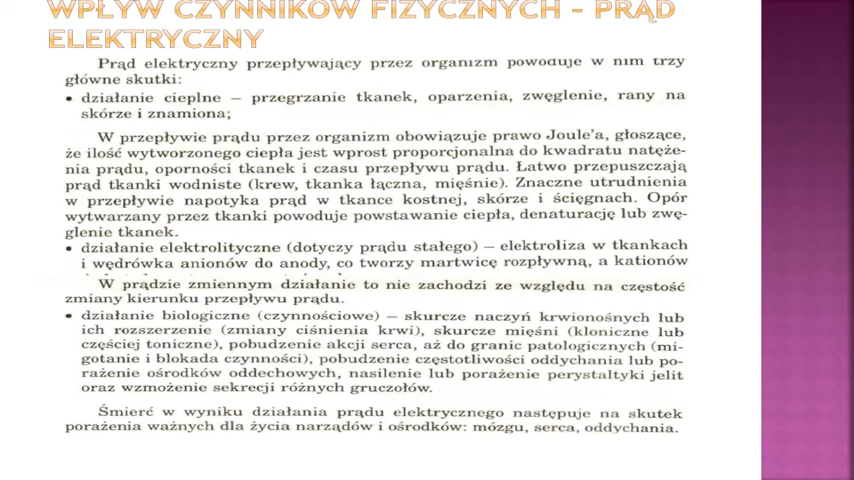 WPŁYW CZYNNIKÓW FIZYCZNYCH – PRĄD
ELEKTRYCZNY
Prąd elektryczny przepływający przez organizm powoduje w nim trzy
główne skutki:
• działanie cieplne – przegrzanie tkanek, oparzenia, zwęglenie, rany na
skórze i znamiona;
W przepływie prądu przez organizm obowiązuje prawo Joule'a, głoszące,
że ilość wytworzonego ciepła jest wprost proporcjonalna do kwadratu natęże-
nia prądu, oporności tkanek i czasu przepływu prądu. Łatwo przepuszczają
prąd tkanki wodniste (krew, tkanka łączna, mięśnie). Znaczne utrudnienia
w przepływie napotyka prąd w tkance kostnej, skórze i ścięgnach. Opór
wytwarzany przez tkanki powoduje powstawanie ciepła, denaturację lub zwę-
glenie tkanek.
• działanie elektrolityczne (dotyczy prądu stałego) – elektroliza w tkankach
i wędrówka anionów do anody, co tworzy martwicę rozpływną, a kationów
W prądzie zmiennym działanie to nie zachodzi ze względu na częstość
zmiany kierunku przepływu prądu.
• działanie biologiczne (czynnościowe) – skurcze naczyń krwionośnych lub
ich rozszerzenie (zmiany ciśnienia krwi), skurcze mięśni (kloniczne lub
częściej toniczne), pobudzenie akcji serca, aż do granic patologicznych (mi-
gotanie i blokada czynności), pobudzenie częstotliwości oddychania lub po-
rażenie ośrodków oddechowych, nasilenie lub porażenie perystaltyki jelit
oraz wzmożenie sekrecji różnych gruczołów.
Śmierć w wyniku działania prądu elektrycznego następuje na skutek
porażenia ważnych dla życia narządów i ośrodków: mózgu, serca, oddychania.